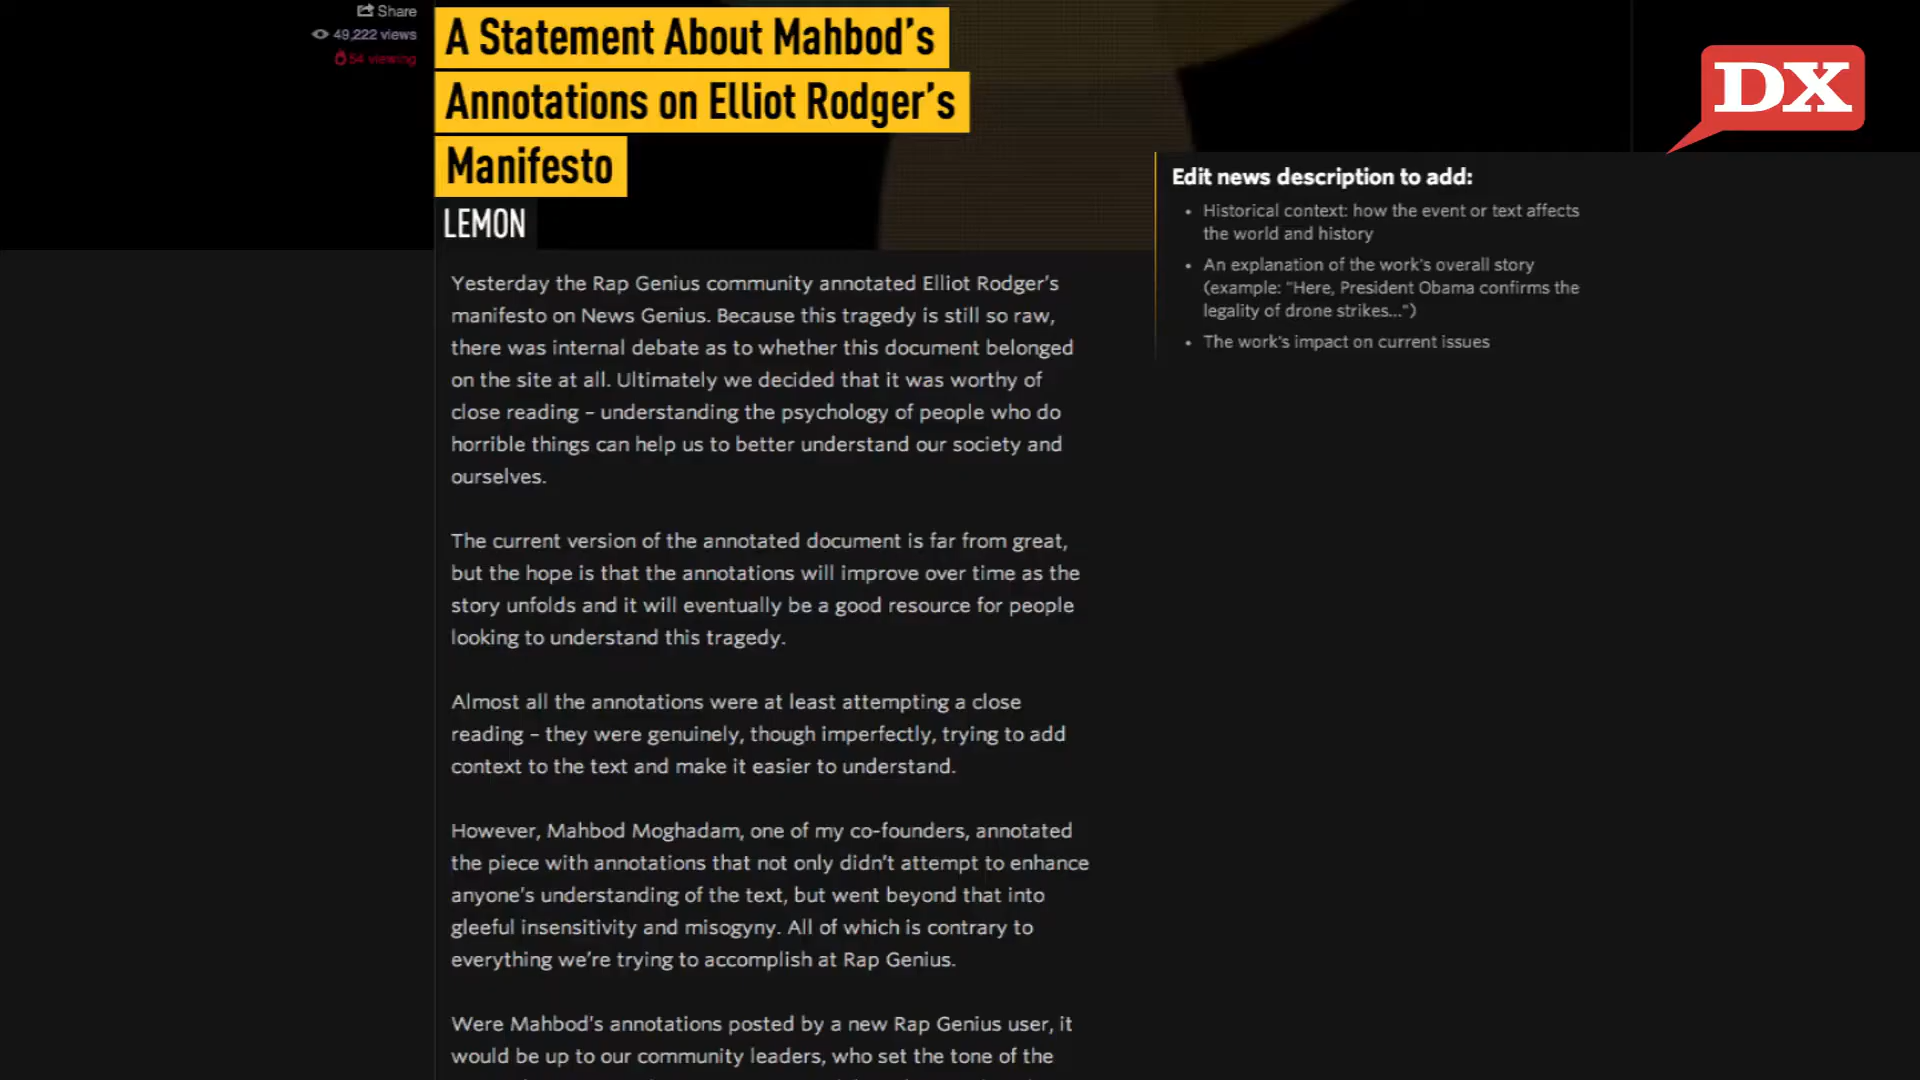 Share
49,222 views
54 viewing
A Statement About Mahbod's
Annotations on Elliot Rodger's
Manifesto
LEMON
DX
Yesterday the Rap Genius community annotated Elliot Rodger's
manifesto on News Genius. Because this tragedy is still so raw,
there was internal debate as to whether this document belonged
on the site at all. Ultimately we decided that it was worthy of
close reading – understanding the psychology of people who do
horrible things can help us to better understand our society and
ourselves.
The current version of the annotated document is far from great,
but the hope is that the annotations will improve over time as the
story unfolds and it will eventually be a good resource for people
looking to understand this tragedy.
Almost all the annotations were at least attempting a close
reading – they were genuinely, though imperfectly, trying to add
context to the text and make it easier to understand.
However, Mahbod Moghadam, one of my co-founders, annotated
the piece with annotations that not only didn't attempt to enhance
anyone's understanding of the text, but went beyond that into
gleeful insensitivity and misogyny. All of which is contrary to
everything we're trying to accomplish at Rap Genius.
Were Mahbod's annotations posted by a new Rap Genius user, it
would be up to our community leaders, who set the tone of the
Edit news description to add:
• Historical context: how the event or text affects
the world and history
• An explanation of the work's overall story
(example: "Here, President Obama confirms the
legality of drone strikes...")
• The work's impact on current issues